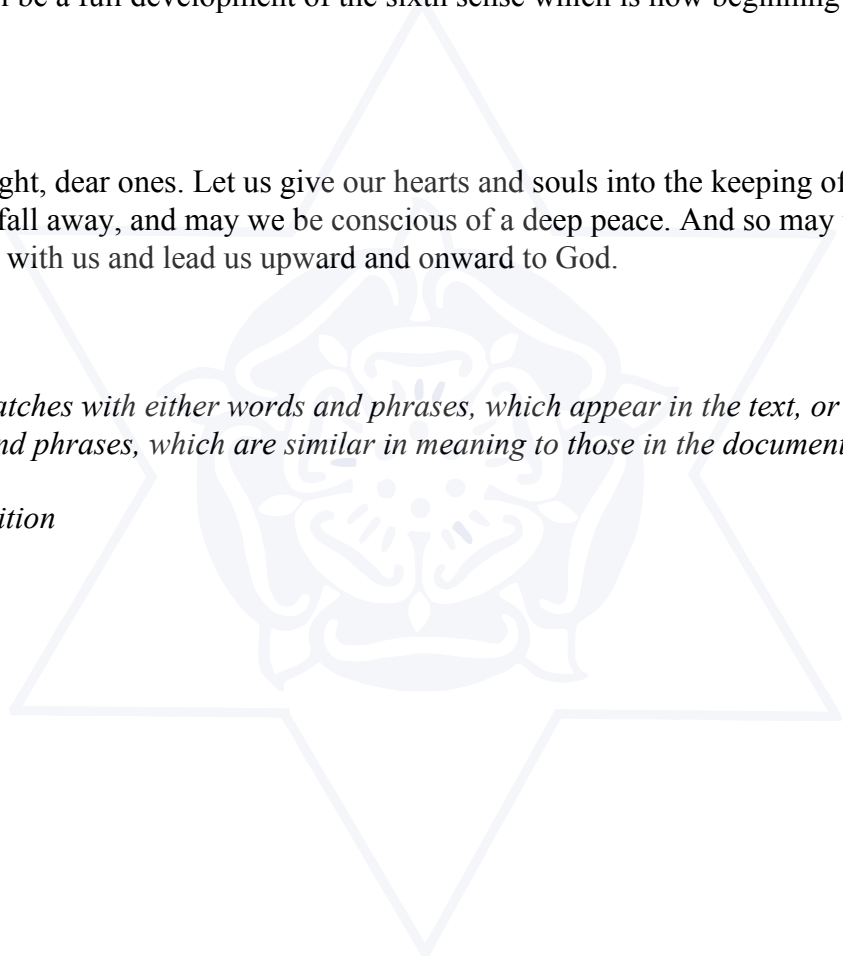 be a full development of the sixth sense which is now beginning
ght, dear ones. Let us give our hearts and souls into the keeping of
fall away, and may we be conscious of a deep peace. And so may
with us and lead us upward and onward to God.
atches with either words and phrases, which appear in the text, or
nd phrases, which are similar in meaning to those in the document
ition